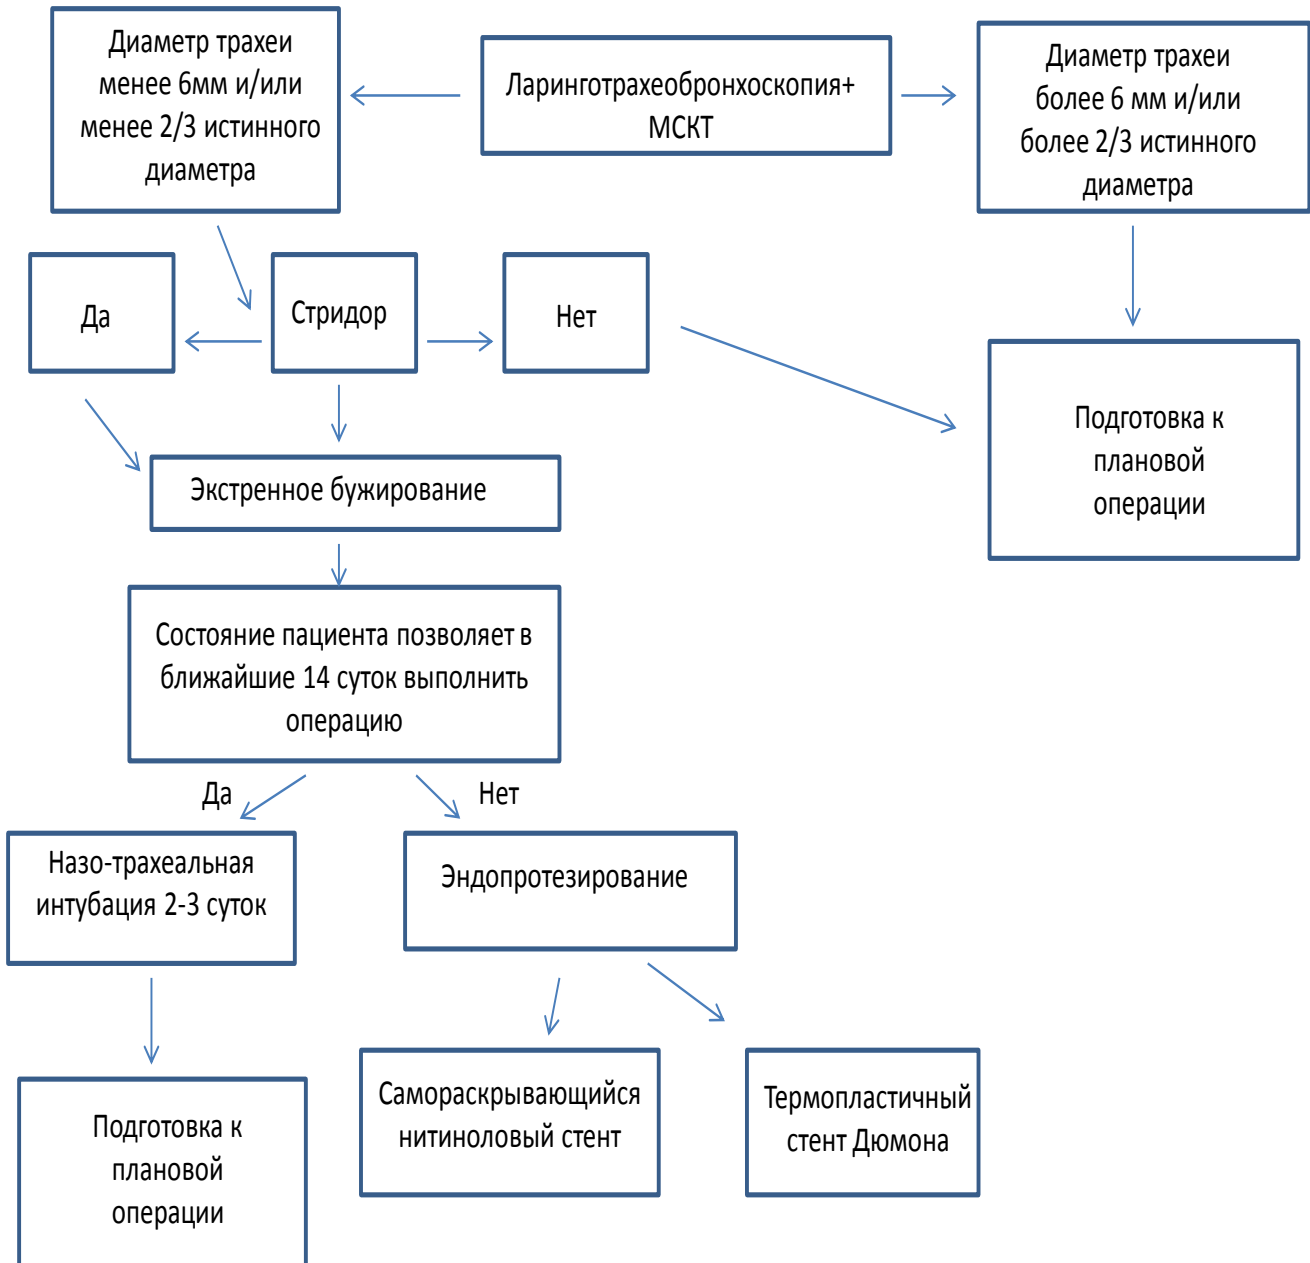 Диаметр трахеи
менее 6мм и/или
менее 2/3 истинного
диаметра
Ларинготрахеобронхоскопия+
МСКТ
Диаметр трахеи
более 6 мм и/или
более 2/3 истинного
диаметра
Да
Стридор
Нет
Экстренное бужирование
Подготовка к
плановой
операции
Состояние пациента позволяет в
ближайшие 14 суток выполнить
операцию
Да
Нет
Назо-трахеальная
интубация 2-3 суток
Эндопротезирование
Подготовка к
плановой
операции
Самораскрывающийся
нитиноловый стент
Термопластичный
стент Дюмона